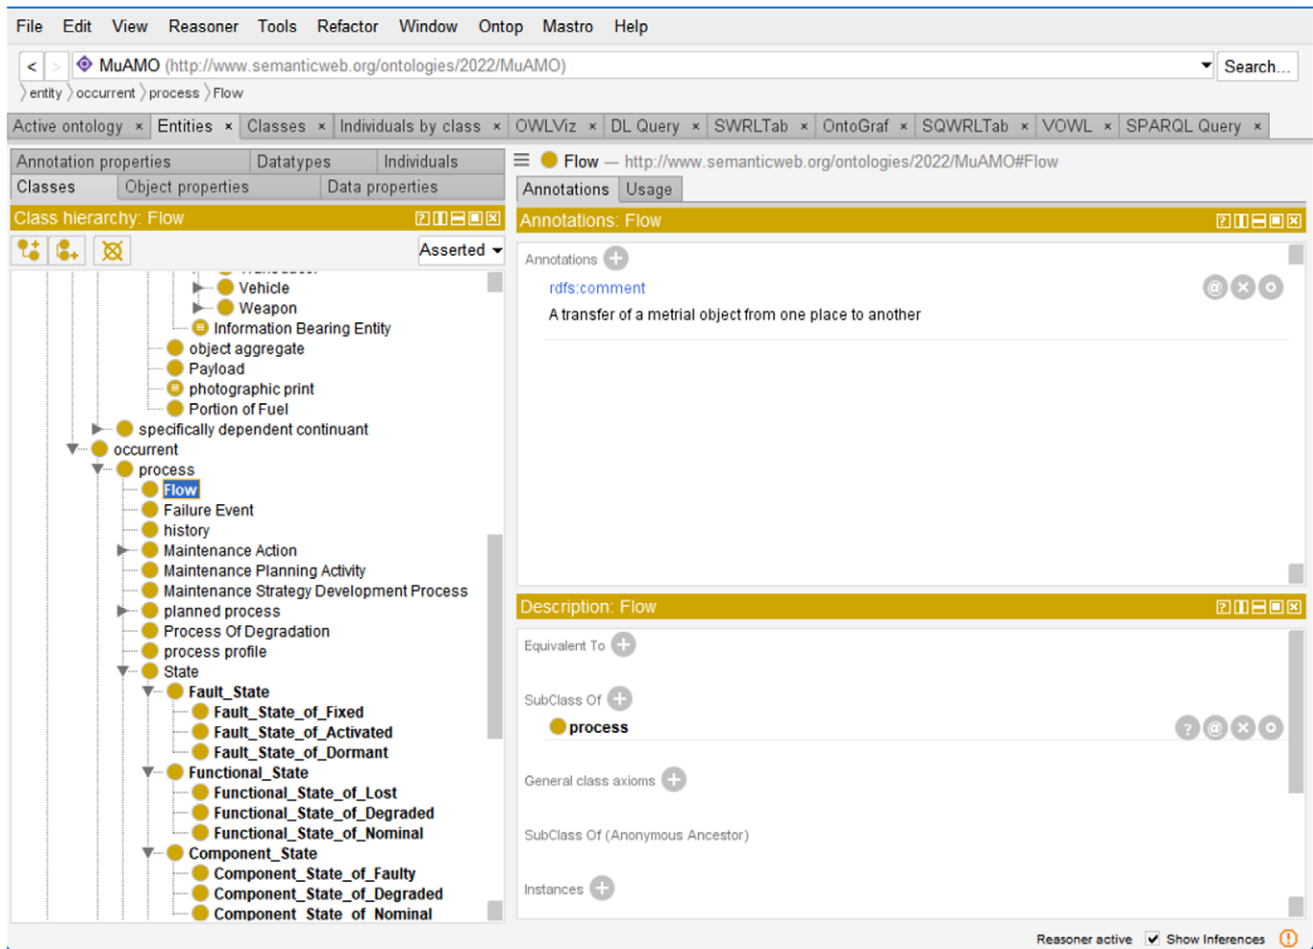 File Edit View Reasoner Tools Refactor Window Ontop Mastro Help
< > MuAMO (http://www.semanticweb.org/ontologies/2022/MuAMO) Search...
entity occurrent process Flow
Active ontology × Entities × Classes × Individuals by class × OWLViz × DL Query × SWRLTab × OntoGraf × SQWRLTab × VOWL × SPARQL Query ×
Annotation properties Datatypes Individuals
Classes Object properties Data properties
Class hierarchy: Flow
Asserted
Vehicle
Weapon
Information Bearing Entity
object aggregate
Payload
photographic print
Portion of Fuel
specifically dependent continuant
occurrent
process
Flow
Failure Event
history
Maintenance Action
Maintenance Planning Activity
Maintenance Strategy Development Process
planned process
Process Of Degradation
process profile
State
Fault_State
Fault_State_of_Fixed
Fault_State_of_Activated
Fault_State_of_Dormant
Functional_State
Functional_State_of_Lost
Functional_State_of_Degraded
Functional_State_of_Nominal
Component_State
Component_State_of_Faulty
Component_State_of_Degraded
Component_State_of_Nominal
Flow — http://www.semanticweb.org/ontologies/2022/MuAMO#Flow
Annotations Usage
Annotations: Flow
Annotations
rdfs:comment
A transfer of a metrial object from one place to another
Description: Flow
Equivalent To
SubClass Of
process
General class axioms
SubClass Of (Anonymous Ancestor)
Instances
Reasoner active Show Inferences